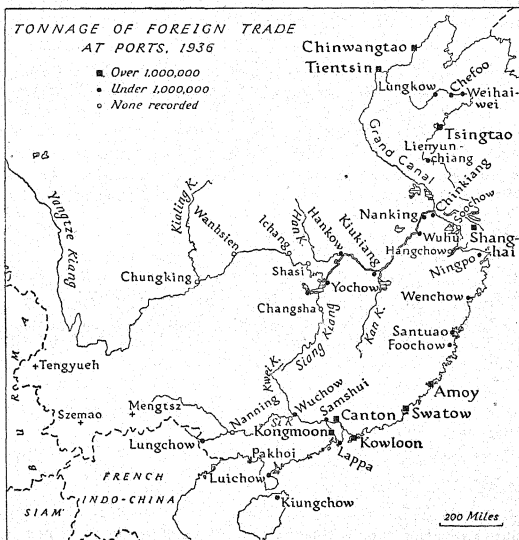 TONNAGE OF FOREIGN TRADE
AT PORTS, 1936
Over 1,000,000
Under 1,000,000
None recorded
Chinwangtao
Tientsin
Lungkow
Chefoo
Weihai-
wei
Tsingtao
Grand Canal
Lienyun-
chiang
Chinkiang
Soochow
Nanking
Wuhu
Shang-
hai
Hangchow
Ningpo
Yangtze Kiang
Kialing K.
Wanhsien
Ichang
Han K.
Hankow
Kiukiang
Chungking
Shasi
Yochow
Changsha
Siang Kiang
Kan K.
Wenchow
Santuao
Foochow
BURMA
Tengyueh
Szemao
Mengtsz
Nanning
Kwei K.
Wuchow
Si R.
Samshui
Canton
Amoy
Swatow
Kongmoon
Kowloon
Lappa
Lungchow
Pakhoi
Luichow
Kiungchow
FRENCH
INDO-CHINA
SIAM
200 Miles